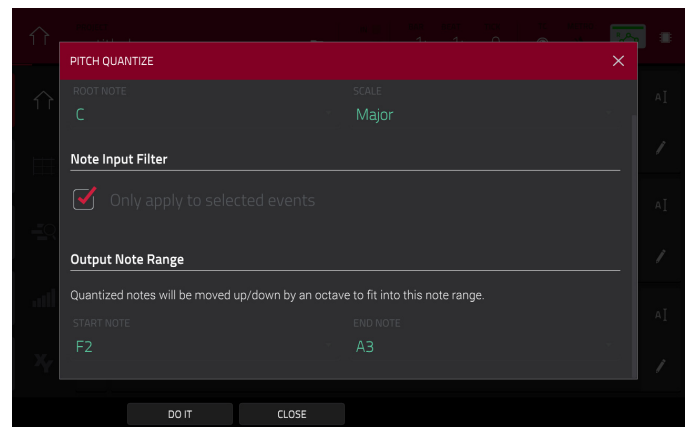 PITCH QUANTIZE
ROOT NOTE SCALE
C Major
Note Input Filter
Only apply to selected events
Output Note Range
Quantized notes will be moved up/down by an octave to fit into this note range.
START NOTE END NOTE
F2 A3
DO IT CLOSE